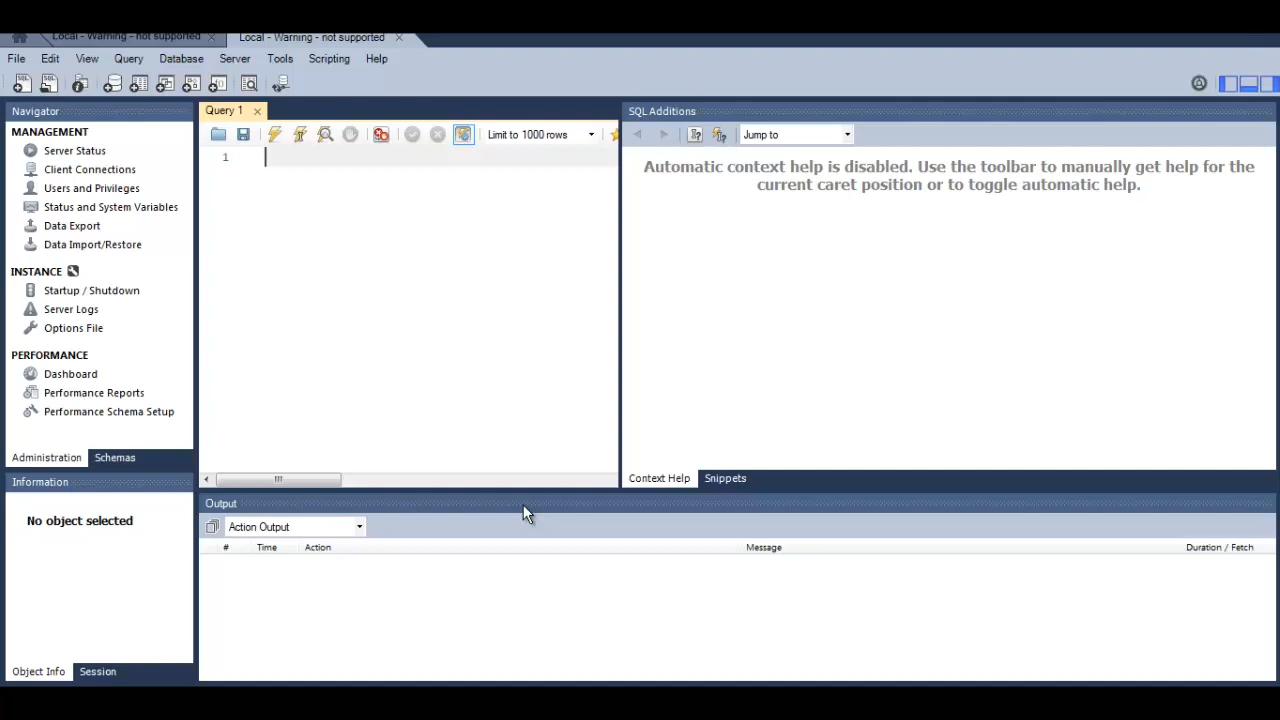 Local - Warning - not supported
Local - Warning - not supported
File Edit View Query Database Server Tools Scripting Help
Navigator
MANAGEMENT
Server Status
Client Connections
Users and Privileges
Status and System Variables
Data Export
Data Import/Restore
INSTANCE
Startup / Shutdown
Server Logs
Options File
PERFORMANCE
Dashboard
Performance Reports
Performance Schema Setup
Administration Schemas
Information
No object selected
Object Info Session
Query 1
Limit to 1000 rows
1
SQL Additions
Jump to
Automatic context help is disabled. Use the toolbar to manually get help for the
current caret position or to toggle automatic help.
Context Help Snippets
Output
Action Output
# Time Action Message Duration / Fetch